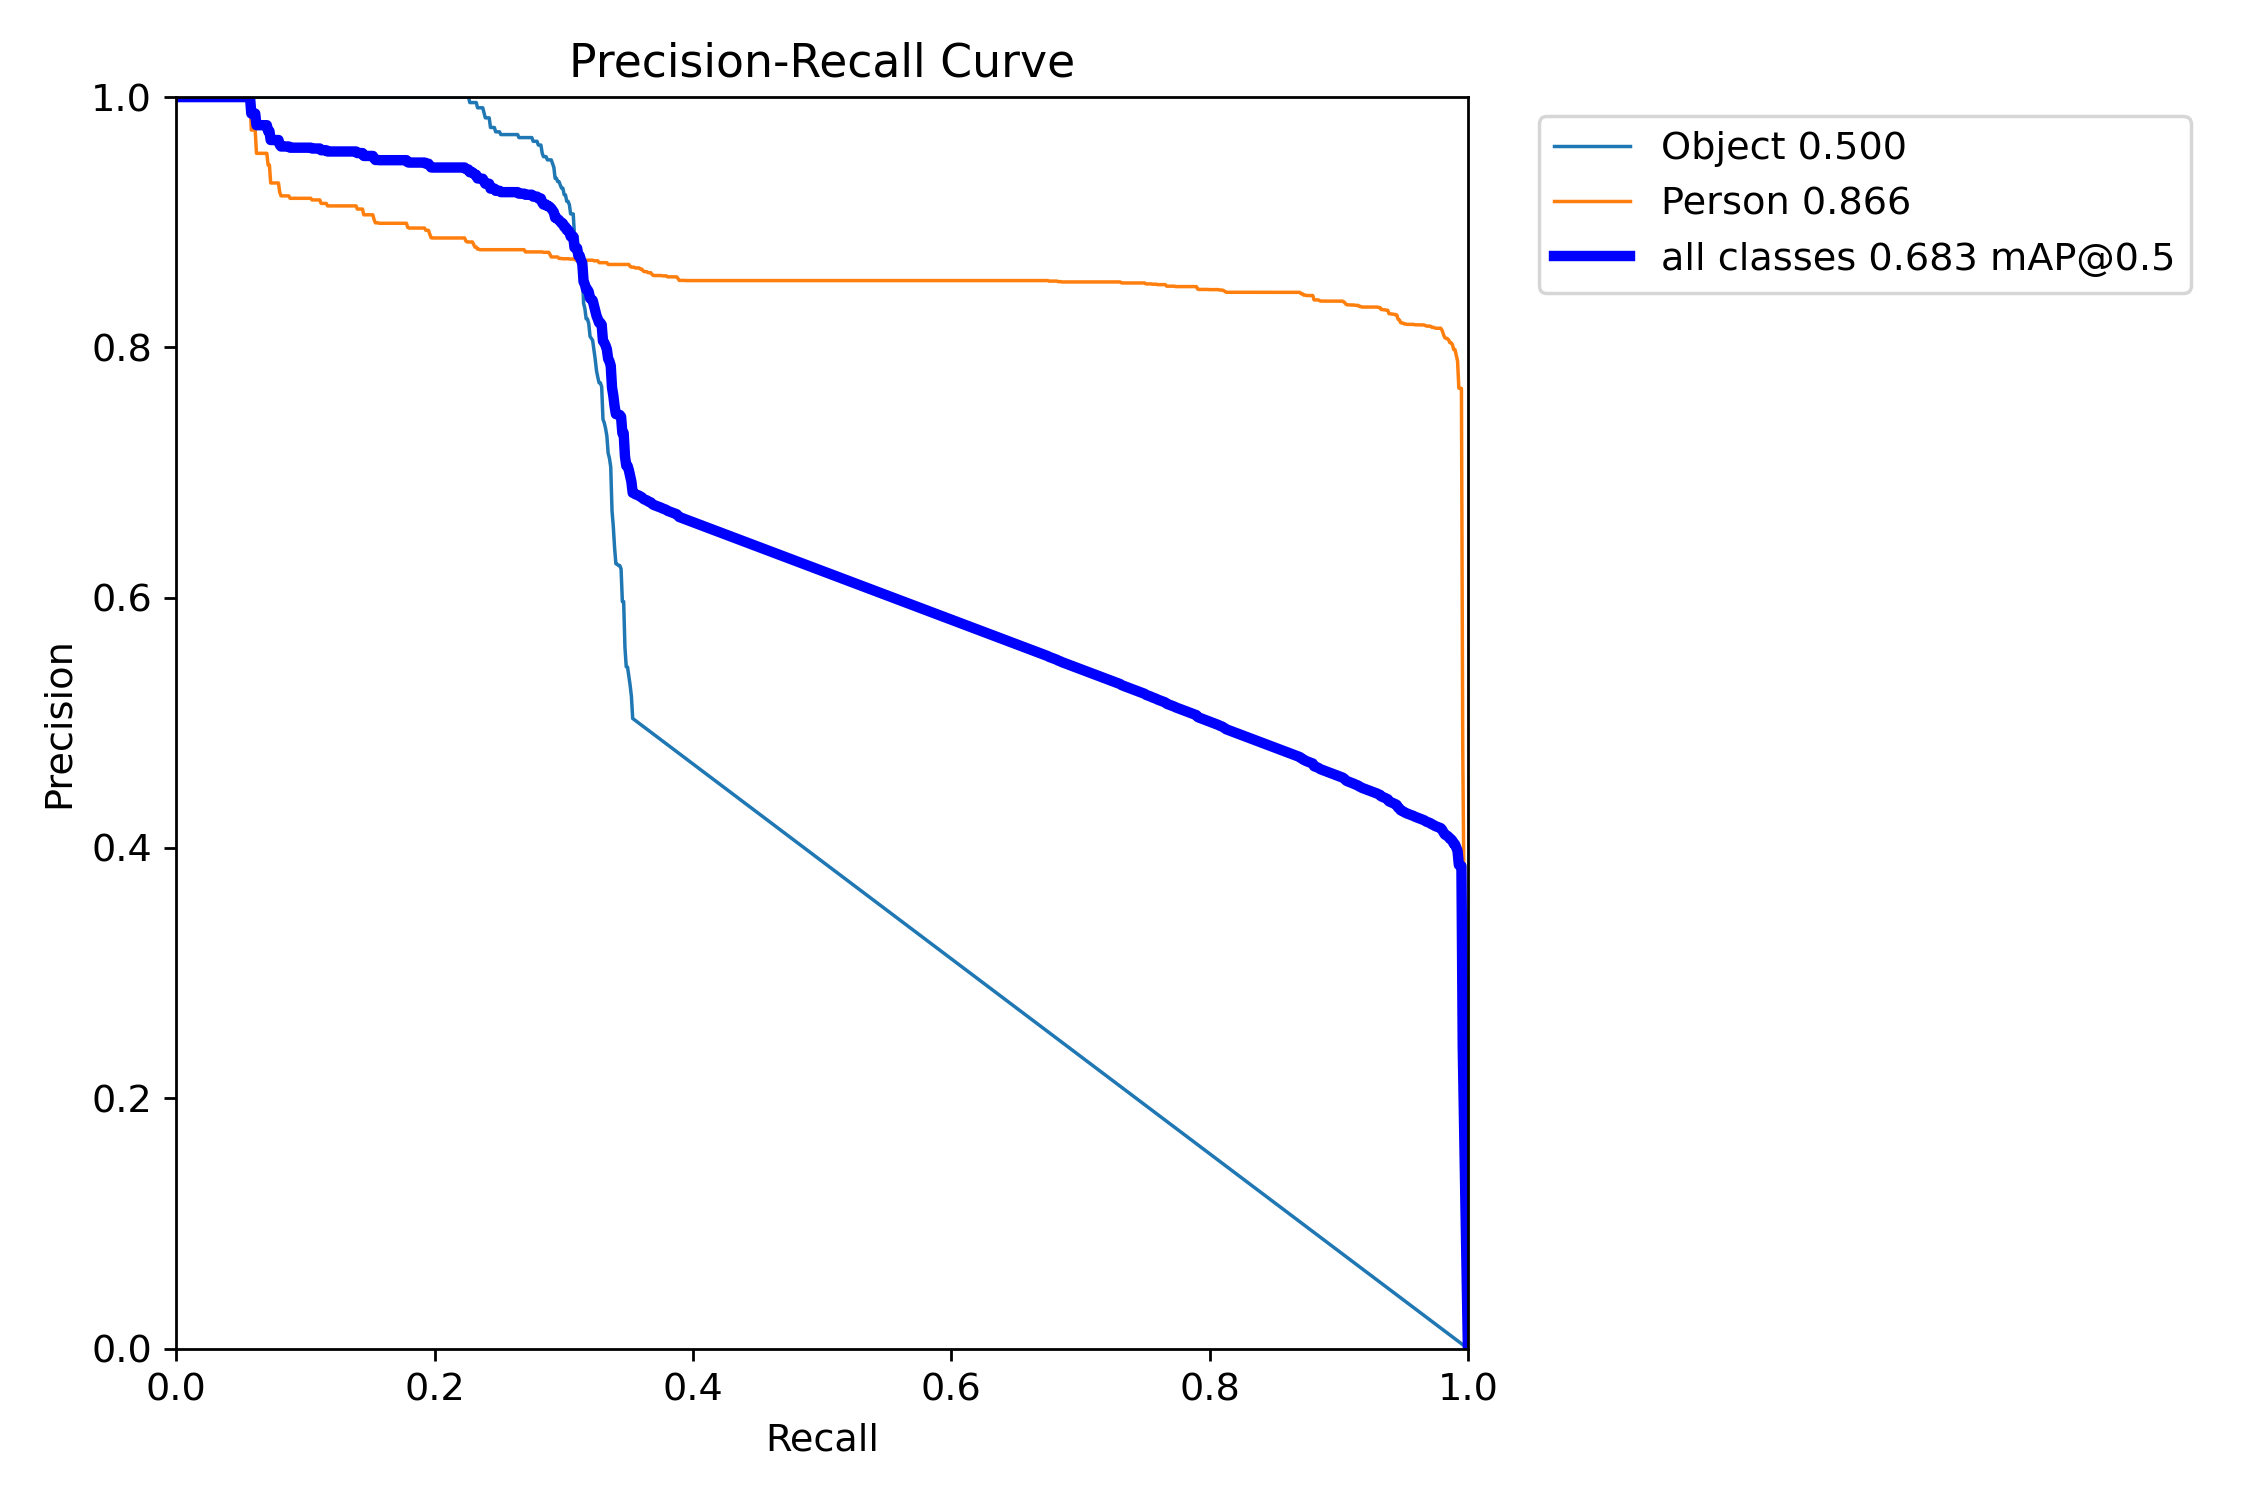 Precision-Recall Curve
Object 0.500
Person 0.866
all classes 0.683 mAP@0.5
Precision
1.0
0.8
0.6
0.4
0.2
0.0
0.0 0.2 0.4 0.6 0.8 1.0
Recall